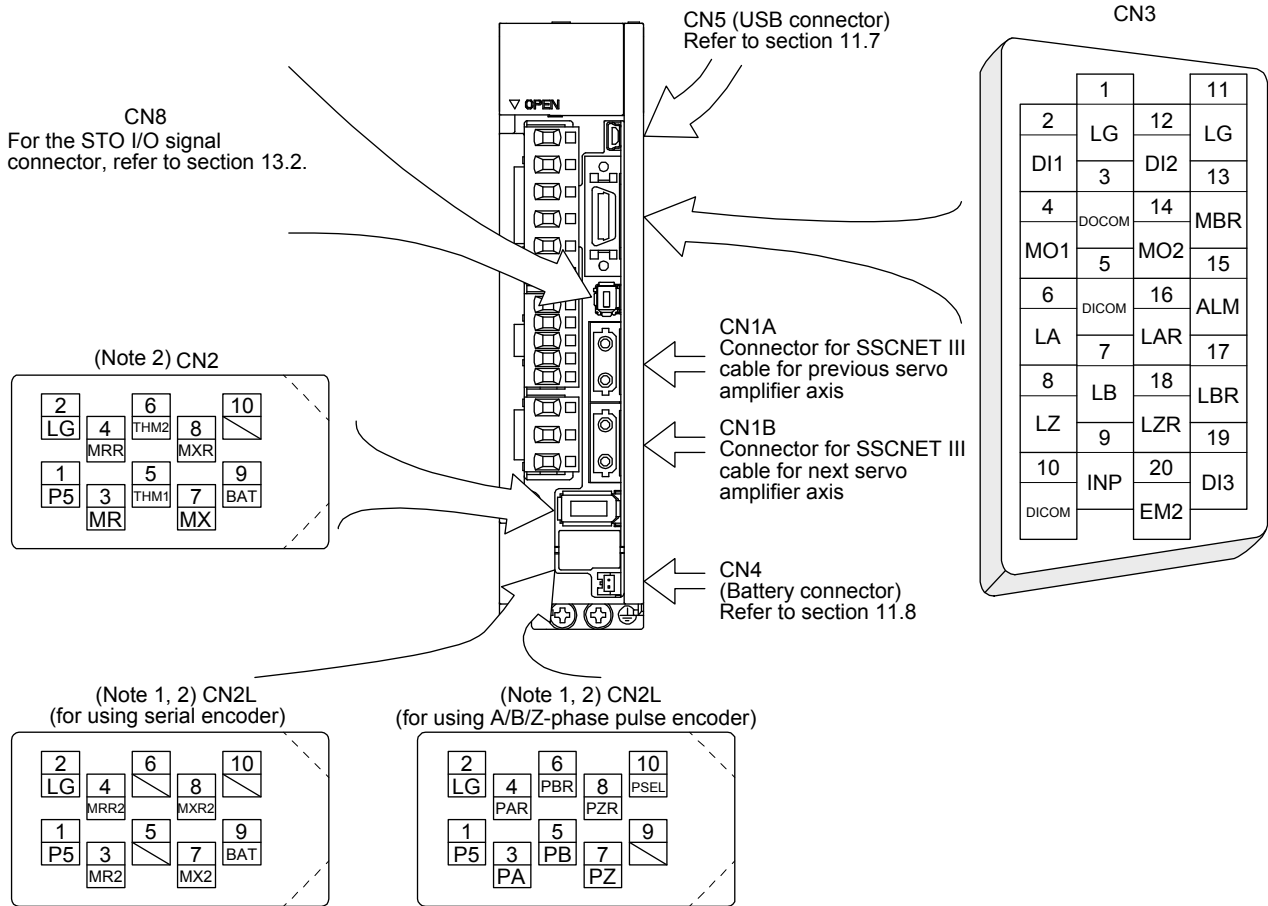 CN5 (USB connector)
Refer to section 11.7
CN8
For the STO I/O signal
connector, refer to section 13.2.
▽ OPEN
CN3
1
11
2
LG
12
LG
DI1
3
DI2
13
4
DOCOM
14
MBR
MO1
5
MO2
15
6
DICOM
16
ALM
LA
7
LAR
17
8
LB
18
LBR
LZ
9
LZR
19
10
INP
20
DI3
DICOM
EM2
CN1A
Connector for SSCNET III
cable for previous servo
amplifier axis
CN1B
Connector for SSCNET III
cable for next servo
amplifier axis
CN4
(Battery connector)
Refer to section 11.8
(Note 2) CN2
2
LG
4
MRR
6
THM2
8
MXR
10
1
P5
3
MR
5
THM1
7
MX
9
BAT
(Note 1, 2) CN2L
(for using serial encoder)
2
LG
4
MRR2
6
8
MXR2
10
1
P5
3
MR2
5
7
MX2
9
BAT
(Note 1, 2) CN2L
(for using A/B/Z-phase pulse encoder)
2
LG
4
PAR
6
PBR
8
PZR
10
PSEL
1
P5
3
PA
5
PB
7
PZ
9